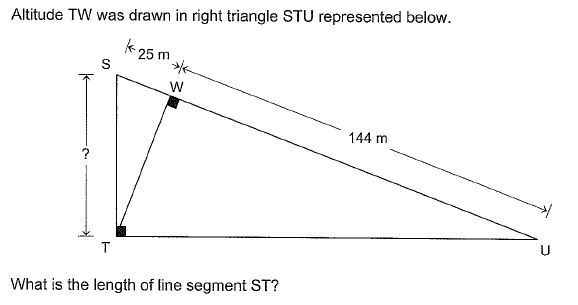 Altitude TW was drawn in right triangle STU represented below.
25 m
S
W
144 m
?
T
U
What is the length of line segment ST?